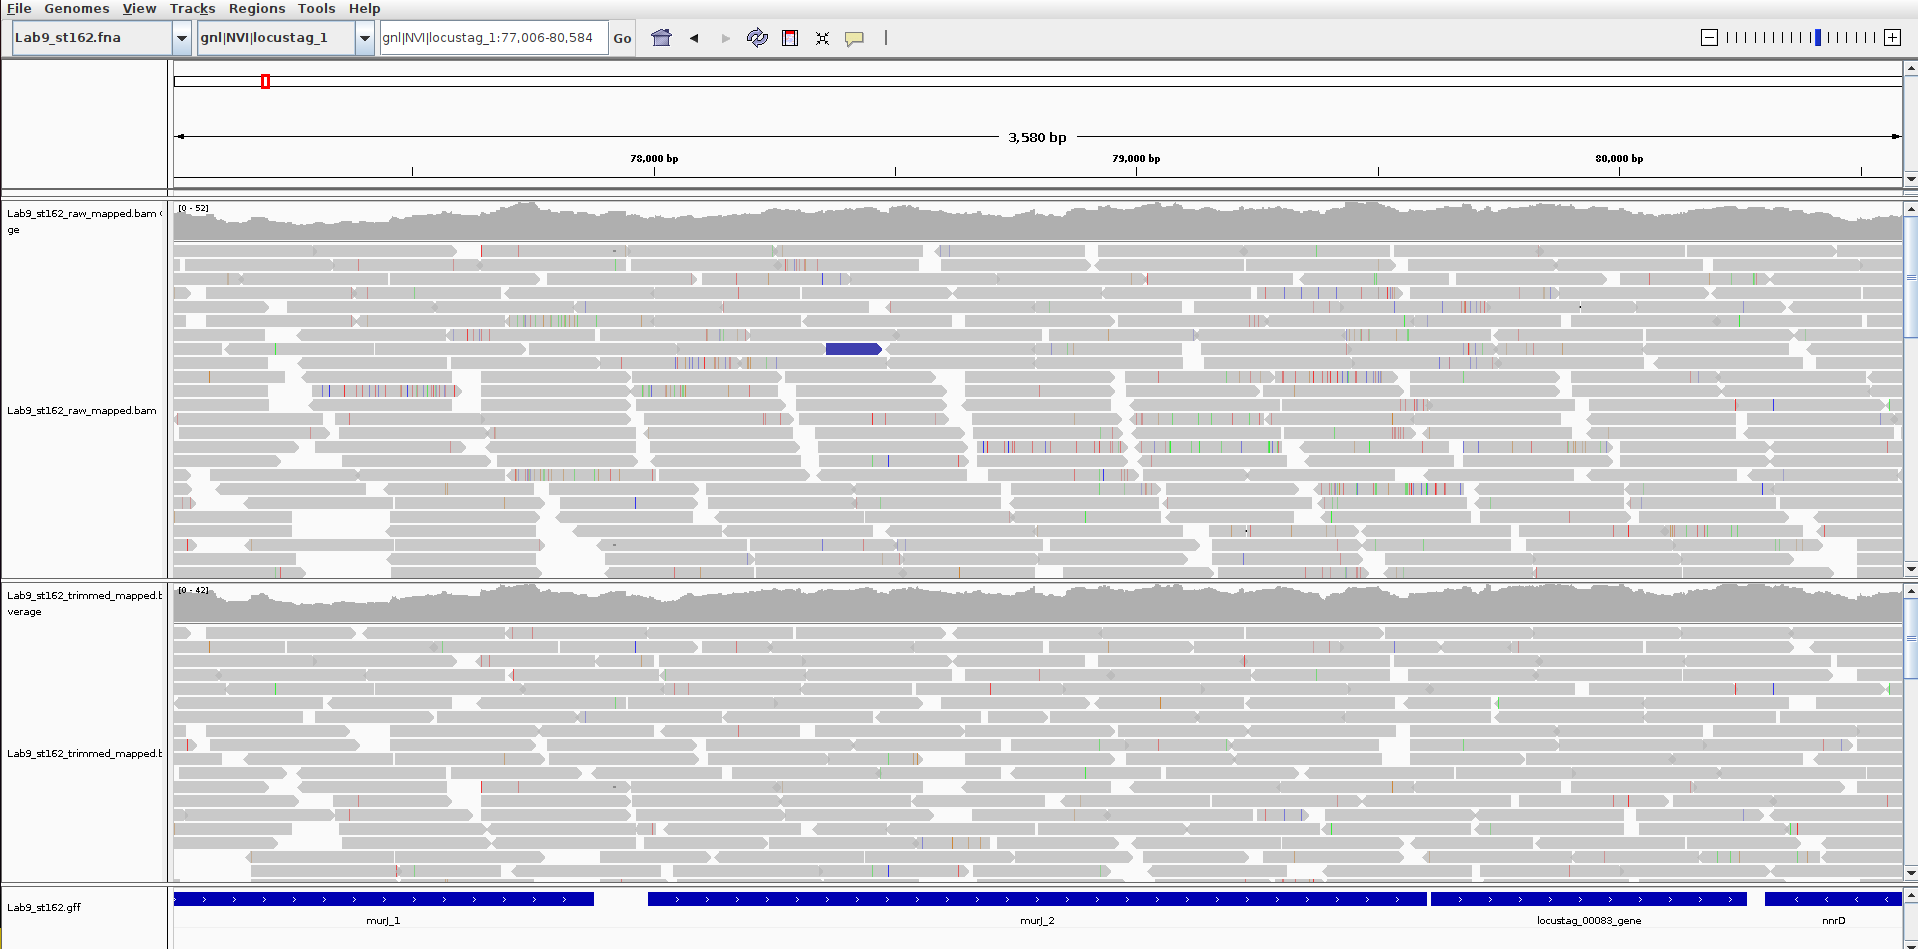 File Genomes View Tracks Regions Tools Help
Lab9_st162.fna gnl|NVI|locustag_1 gnl|NVI|locustag_1:77,006-80,584 Go
3,580 bp
78,000 bp 79,000 bp 80,000 bp
Lab9_st162_raw_mapped.bam [0 - 52]
ge
Lab9_st162_raw_mapped.bam
Lab9_st162_trimmed_mapped.b [0 - 42]
verage
Lab9_st162_trimmed_mapped.b
Lab9_st162.gff
murJ_1 murJ_2 locustag_00083_gene nnrD